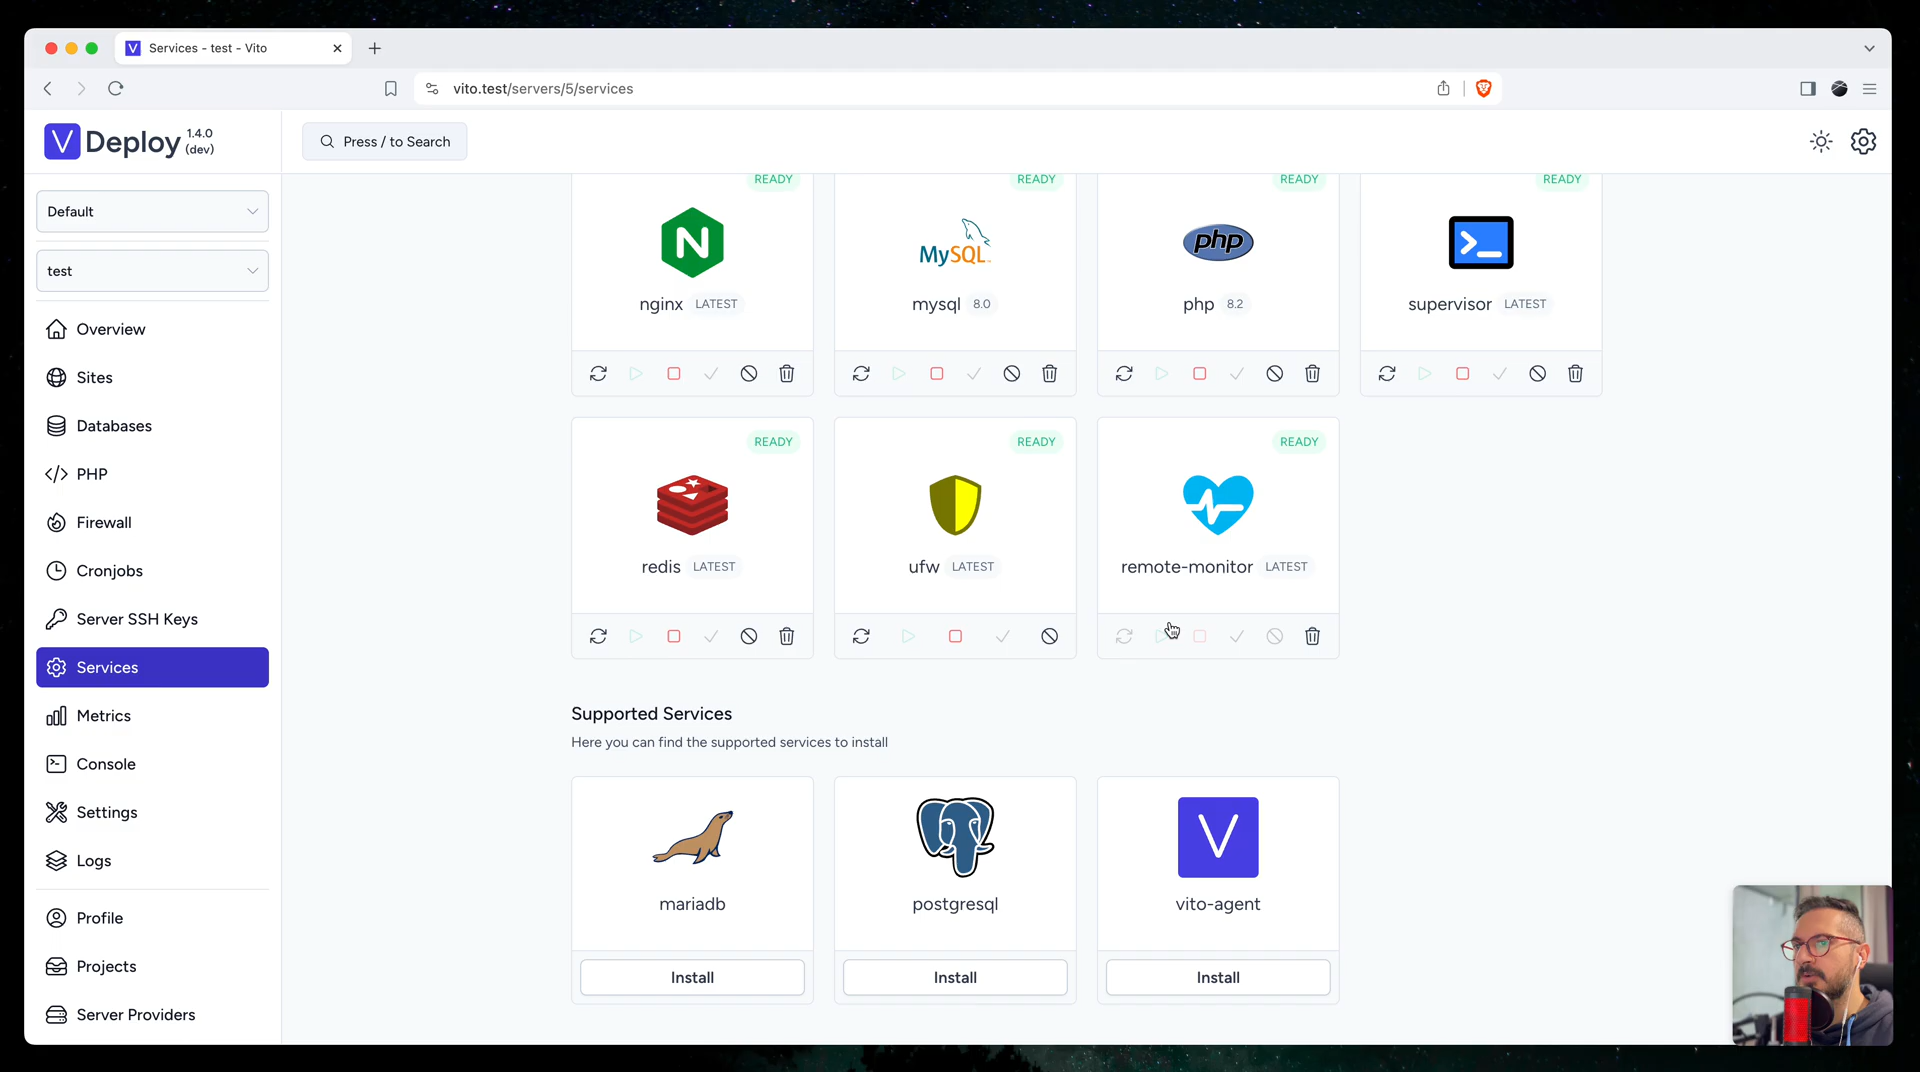 Services - test - Vito
vito.test/servers/5/services
V Deploy 1.4.0 (dev)
Press / to Search
Default
test
Overview
Sites
Databases
PHP
Firewall
Cronjobs
Server SSH Keys
Services
Metrics
Console
Settings
Logs
Profile
Projects
Server Providers
READY READY READY READY
N MySQL php
nginx LATEST mysql 8.0 php 8.2 supervisor LATEST
READY READY READY
redis LATEST ufw LATEST remote-monitor LATEST
Supported Services
Here you can find the supported services to install
V
mariadb postgresql vito-agent
Install Install Install